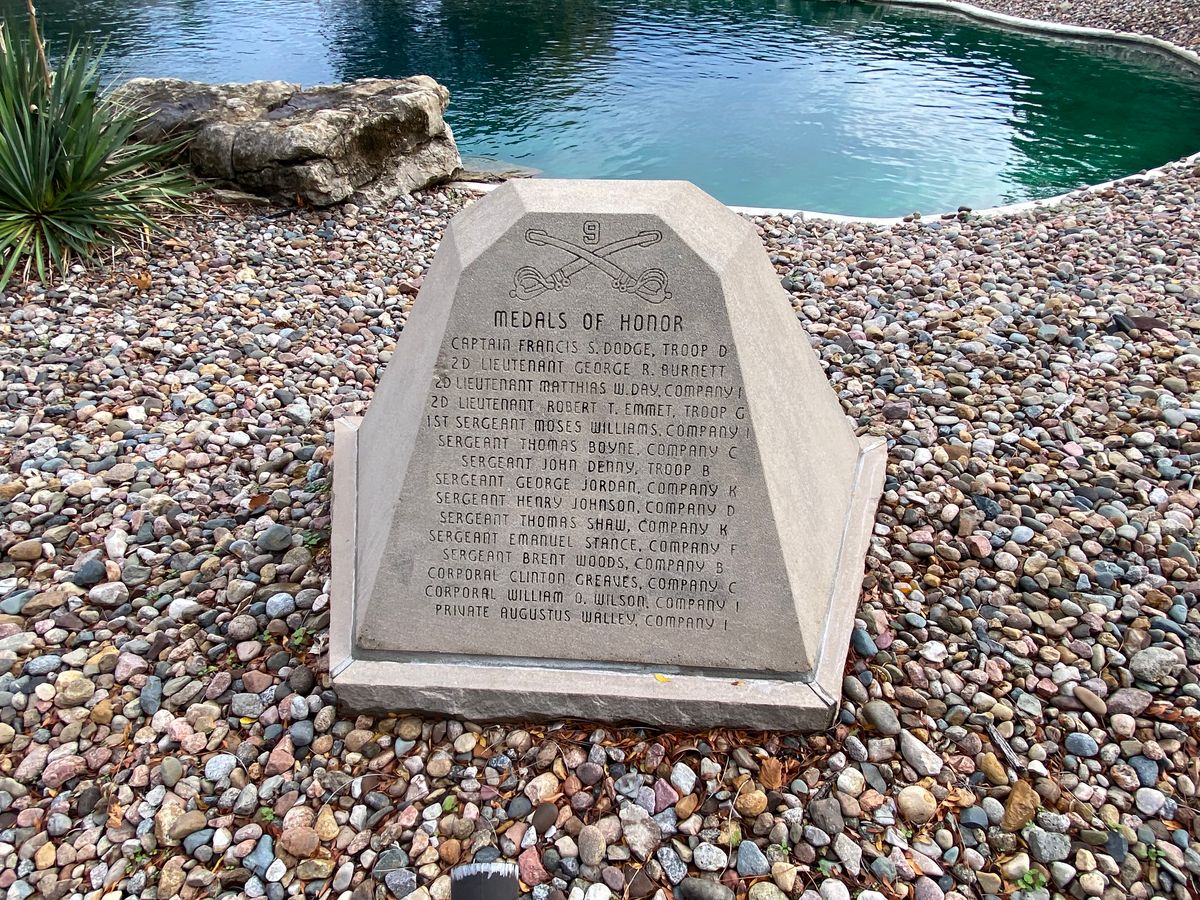 9
MEDALS OF HONOR
CAPTAIN FRANCIS S. DODGE, TROOP D
2D LIEUTENANT GEORGE R. BURNETT
2D LIEUTENANT MATTHIAS W. DAY, COMPANY I
2D LIEUTENANT ROBERT T. EMMET, TROOP G
1ST SERGEANT MOSES WILLIAMS, COMPANY I
SERGEANT THOMAS BOYNE, COMPANY C
SERGEANT JOHN DENNY, TROOP B
SERGEANT GEORGE JORDAN, COMPANY K
SERGEANT HENRY JOHNSON, COMPANY D
SERGEANT THOMAS SHAW, COMPANY K
SERGEANT EMANUEL STANCE, COMPANY F
SERGEANT BRENT WOODS, COMPANY B
CORPORAL CLINTON GREAVES, COMPANY C
CORPORAL WILLIAM O. WILSON, COMPANY I
PRIVATE AUGUSTUS WALLEY, COMPANY I